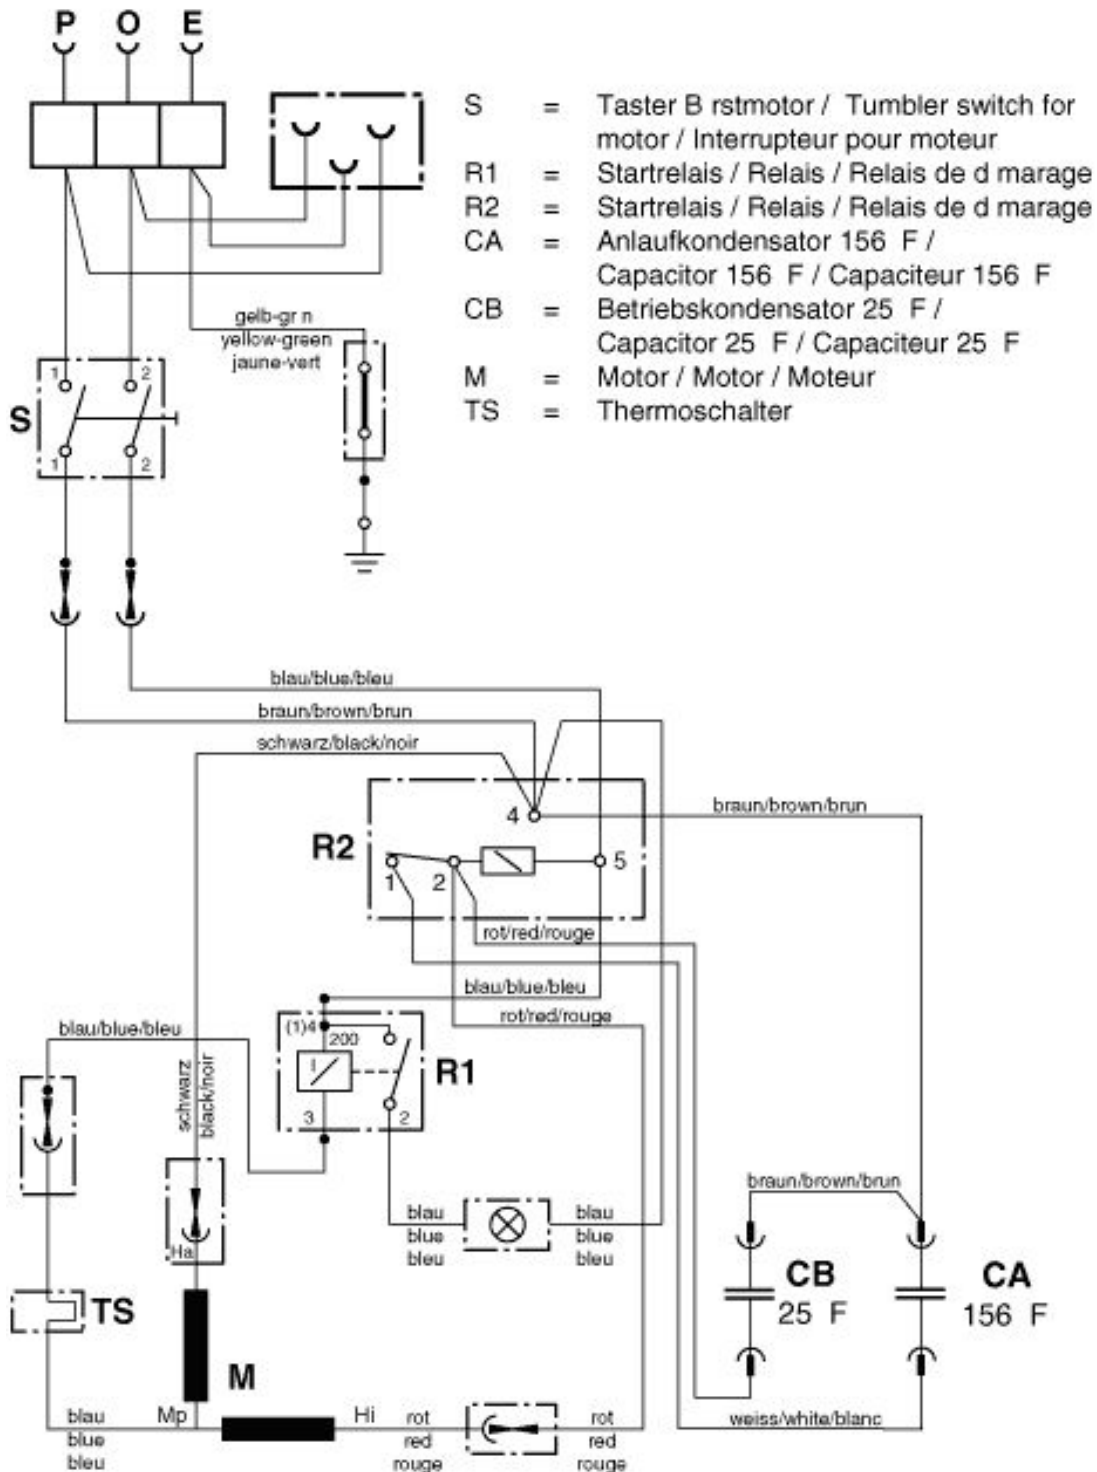 P O E
S = Taster B rstmotor / Tumbler switch for
motor / Interrupteur pour moteur
R1 = Startrelais / Relais / Relais de d marage
R2 = Startrelais / Relais / Relais de d marage
CA = Anlaufkondensator 156 F /
Capacitor 156 F / Capaciteur 156 F
CB = Betriebskondensator 25 F /
Capacitor 25 F / Capaciteur 25 F
M = Motor / Motor / Moteur
TS = Thermoschalter
gelb-gr n
yellow-green
jaune-vert
1 2
S
1 2
blau/blue/bleu
braun/brown/brun
schwarz/black/noir
braun/brown/brun
4
R2
5
1 2
rot/red/rouge
blau/blue/bleu
rot/red/rouge
blau/blue/bleu
(1)4
200
I
R1
3 2
schwarz
black/noir
braun/brown/brun
blau
blue
bleu
blau
blue
bleu
Ha
CB
25 F
CA
156 F
TS
M
blau
blue
bleu
Mp
Hi
rot
red
rouge
rot
red
rouge
weiss/white/blanc